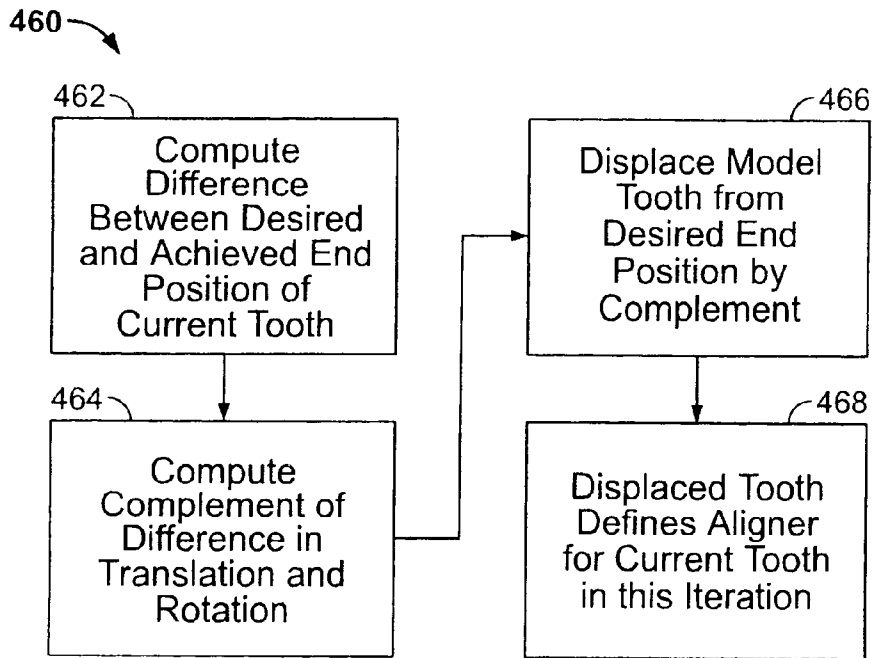 460
462
Compute
Difference
Between Desired
and Achieved End
Position of
Current Tooth
464
Compute
Complement of
Difference in
Translation and
Rotation
466
Displace Model
Tooth from
Desired End
Position by
Complement
468
Displaced Tooth
Defines Aligner
for Current Tooth
in this Iteration